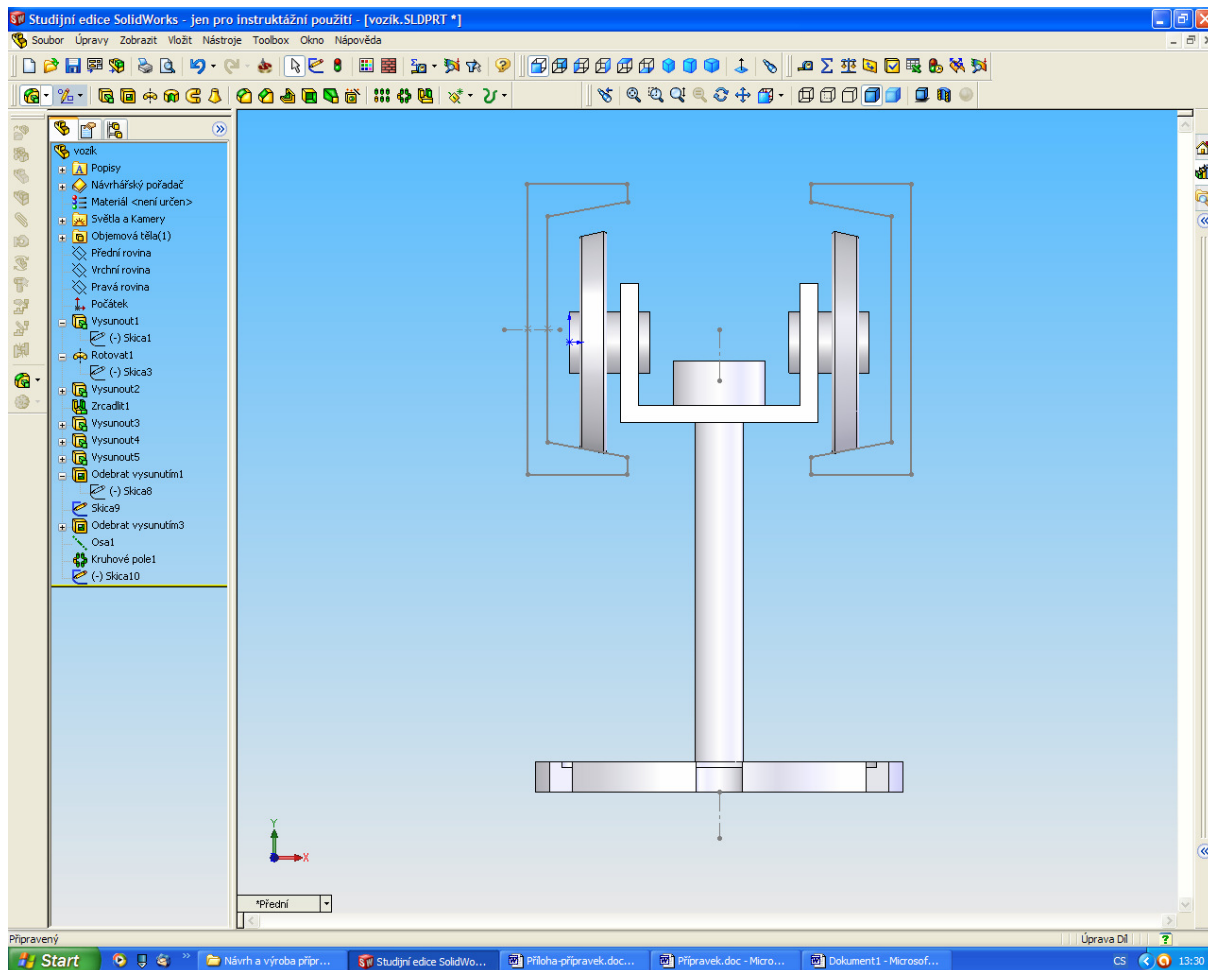 Studijní edice SolidWorks - jen pro instruktážní použití - [vozík.SLDPRT *]
Soubor Úpravy Zobrazit Vložit Nástroje Toolbox Okno Nápověda
vozík
Popisy
Návrhářský pořadač
Materiál <není určen>
Světla a Kamery
Objemová těla(1)
Přední rovina
Vrchní rovina
Pravá rovina
Počátek
Vysunout1
(-) Skica1
Rotovat1
(-) Skica3
Vysunout2
Zrcadlit1
Vysunout3
Vysunout4
Vysunout5
Odebrat vysunutím1
(-) Skica8
Skica9
Odebrat vysunutím3
Osa1
Kruhové pole1
(-) Skica10
Y
X
*Přední
Připravený
Úprava Díl
Start
Návrh a výroba přípr...
Studijní edice SolidWo...
Příloha-přípravek.doc...
Přípravek.doc - Micro...
Dokument1 - Microsof...
CS
13:30